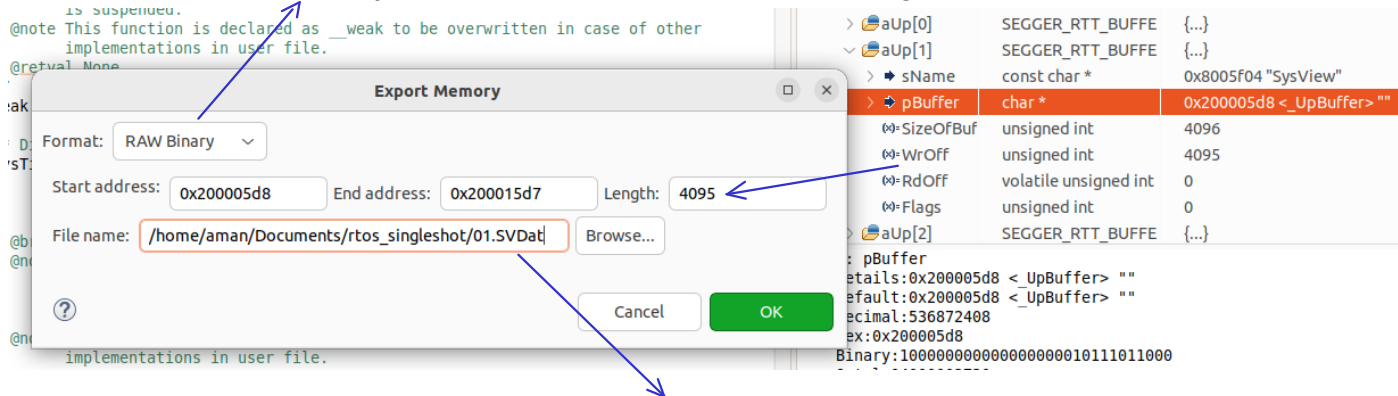 is suspended.
@note This function is declared as __weak to be overwritten in case of other
implementations in user file.
@retval None
Export Memory
Format: RAW Binary
Start address: 0x200005d8 End address: 0x200015d7 Length: 4095
File name: /home/aman/Documents/rtos_singleshot/01.SVDat Browse...
Cancel OK
implementations in user file.
aUp[0] SEGGER_RTT_BUFFE {...}
aUp[1] SEGGER_RTT_BUFFE {...}
sName const char * 0x8005f04 "SysView"
pBuffer char * 0x200005d8 <_UpBuffer> ""
(x)= SizeOfBuf unsigned int 4096
(x)= WrOff unsigned int 4095
(x)= RdOff volatile unsigned int 0
(x)= Flags unsigned int 0
aUp[2] SEGGER_RTT_BUFFE {...}
: pBuffer
etails:0x200005d8 <_UpBuffer> ""
efault:0x200005d8 <_UpBuffer> ""
ecimal:536872408
ex:0x200005d8
Binary:100000000000000000010111011000